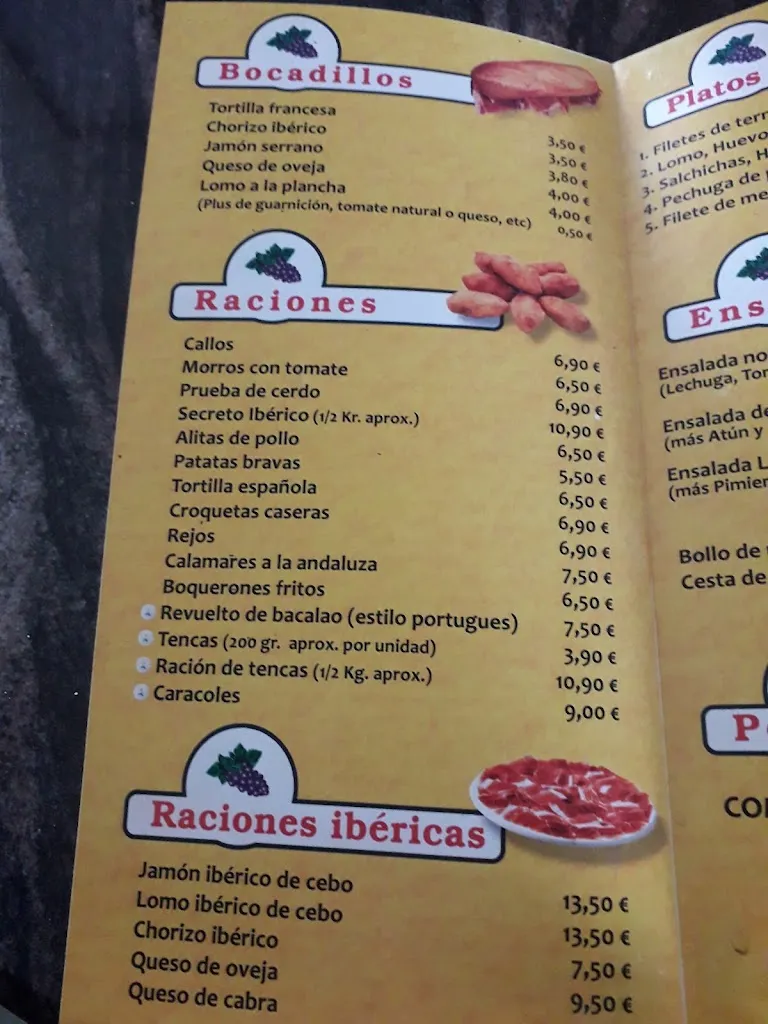 Bocadillos
Tortilla francesa 3,50 €
Chorizo ibérico 3,50 €
Jamón serrano 3,80 €
Queso de oveja 4,00 €
Lomo a la plancha 4,00 €
(Plus de guarnición, tomate natural o queso, etc) 0,50 €
Raciones
Callos 6,90 €
Morros con tomate 6,50 €
Prueba de cerdo 6,90 €
Secreto Ibérico (1/2 Kr. aprox.) 10,90 €
Alitas de pollo 6,50 €
Patatas bravas 5,50 €
Tortilla española 6,50 €
Croquetas caseras 6,90 €
Rejos 6,90 €
Calamares a la andaluza 7,50 €
Boquerones fritos 6,50 €
Revuelto de bacalao (estilo portugues) 7,50 €
Tencas (200 gr. aprox. por unidad) 3,90 €
Ración de tencas (1/2 Kg. aprox.) 10,90 €
Caracoles 9,00 €
Raciones ibéricas
Jamón ibérico de cebo 13,50 €
Lomo ibérico de cebo 13,50 €
Chorizo ibérico 7,50 €
Queso de oveja 9,50 €
Queso de cabra
Platos
1. Filetes de tern
2. Lomo, Huevo
3. Salchichas, H
4. Pechuga de
5. Filete de me
Ens
Ensalada no
(Lechuga, Tom
Ensalada de
(más Atún y
Ensalada L
(más Pimien
Bollo de
Cesta de
P
CO